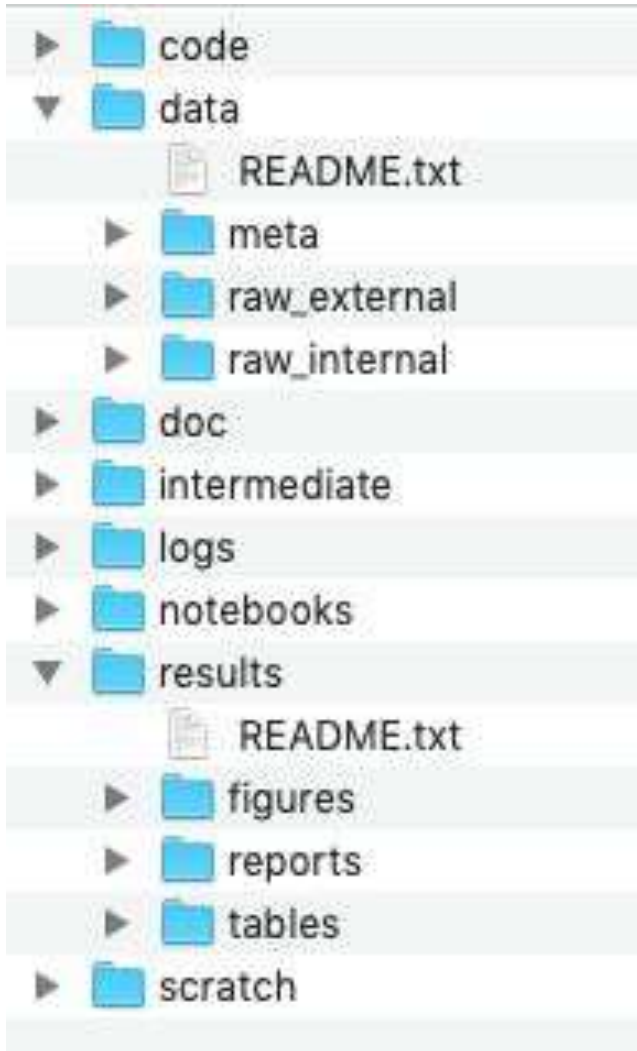 code
data
README.txt
meta
raw_external
raw_internal
doc
intermediate
logs
notebooks
results
README.txt
figures
reports
tables
scratch